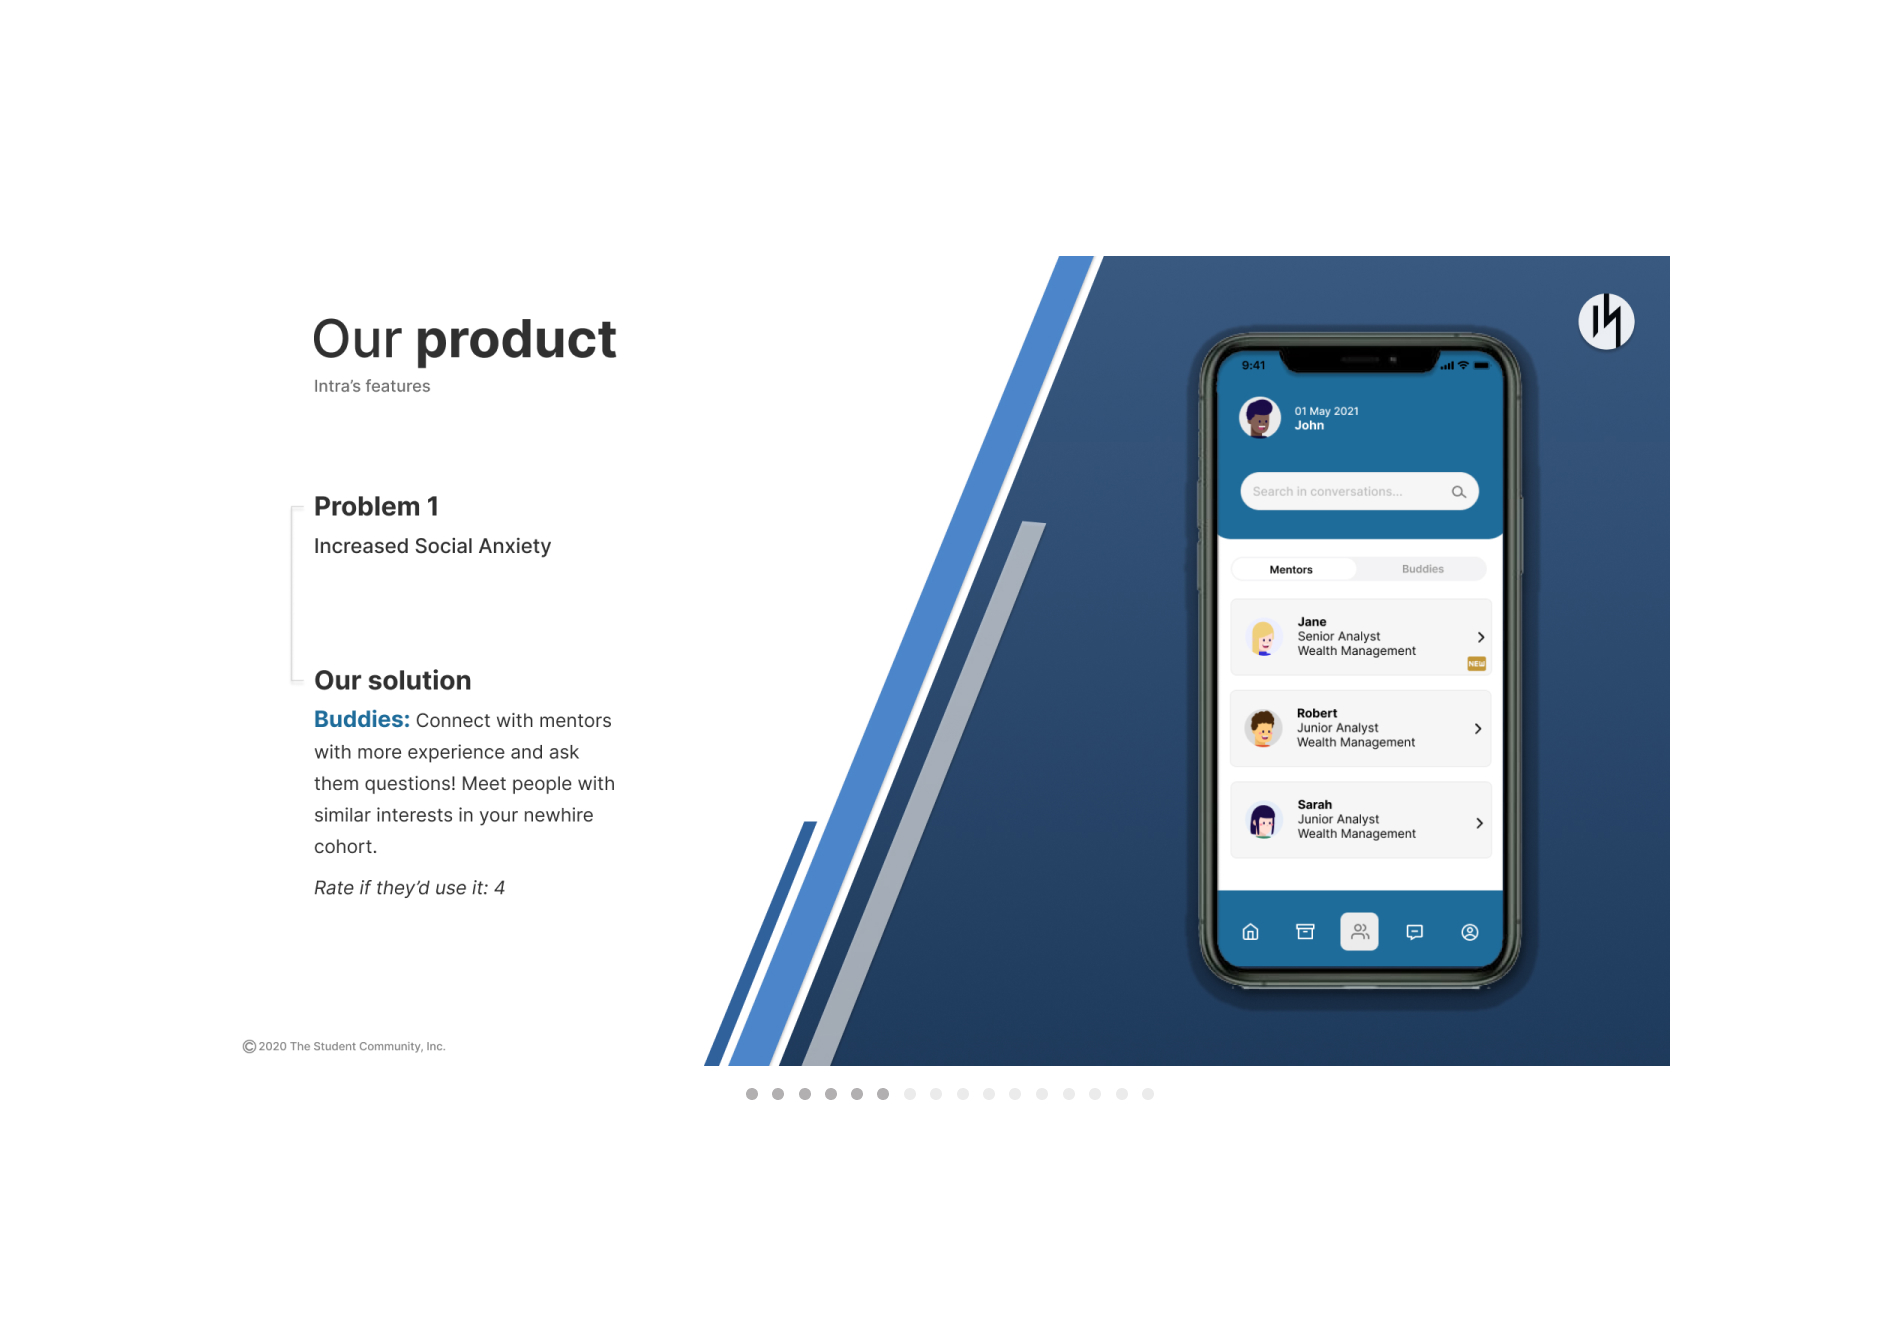 Our product
Intra's features
Problem 1
Increased Social Anxiety
Our solution
Buddies: Connect with mentors
with more experience and ask
them questions! Meet people with
similar interests in your newhire
cohort.
Rate if they'd use it: 4
©2020 The Student Community, Inc.
9:41
01 May 2021
John
Search in conversations...
Mentors Buddies
Jane
Senior Analyst
Wealth Management
NEW
Robert
Junior Analyst
Wealth Management
Sarah
Junior Analyst
Wealth Management